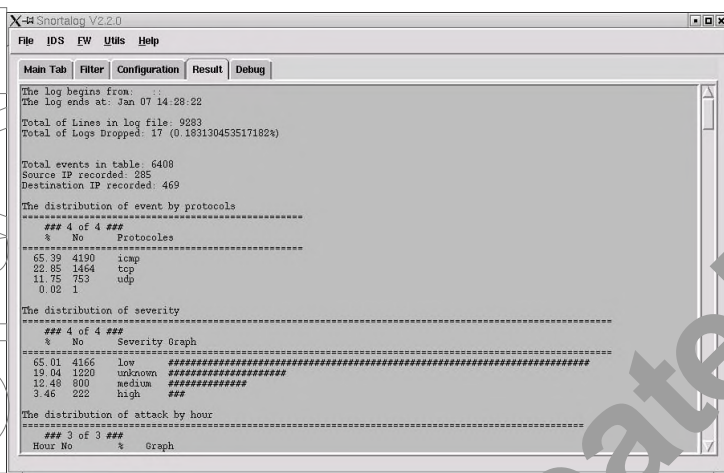 Snortalog V2.2.0
File IDS FW Utils Help
Main Tab Filter Configuration Result Debug
The log begins from: ::
The log ends at: Jan 07 14:28:22
Total of Lines in log file: 9283
Total of Logs Dropped: 17 (0.183130453517182%)
Total events in table: 6408
Source IP recorded: 285
Destination IP recorded: 469
The distribution of event by protocols
======================================================
### 4 of 4 ###
% No Protocoles
======================================================
65.39 4190 icmp
22.85 1464 tcp
11.75 753 udp
0.02 1
The distribution of severity
======================================================
### 4 of 4 ###
% No Severity Graph
======================================================
65.01 4166 low ###########################################################################
19.04 1220 unknown #####################
12.48 800 medium ##############
3.46 222 high ###
The distribution of attack by hour
======================================================
### 3 of 3 ###
Hour No % Graph